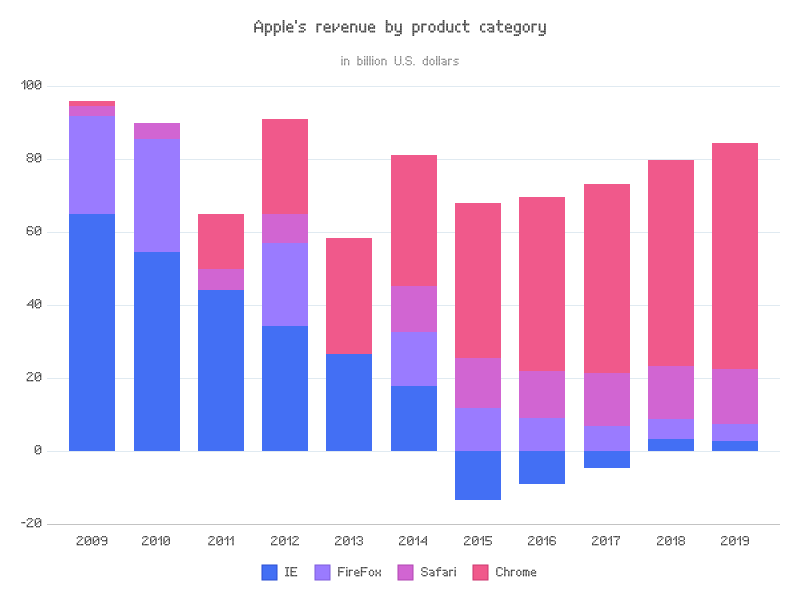 Apple's revenue by product category
in billion U.S. dollars
100
80
60
40
20
0
-20
2009 2010 2011 2012 2013 2014 2015 2016 2017 2018 2019
IE FireFox Safari Chrome